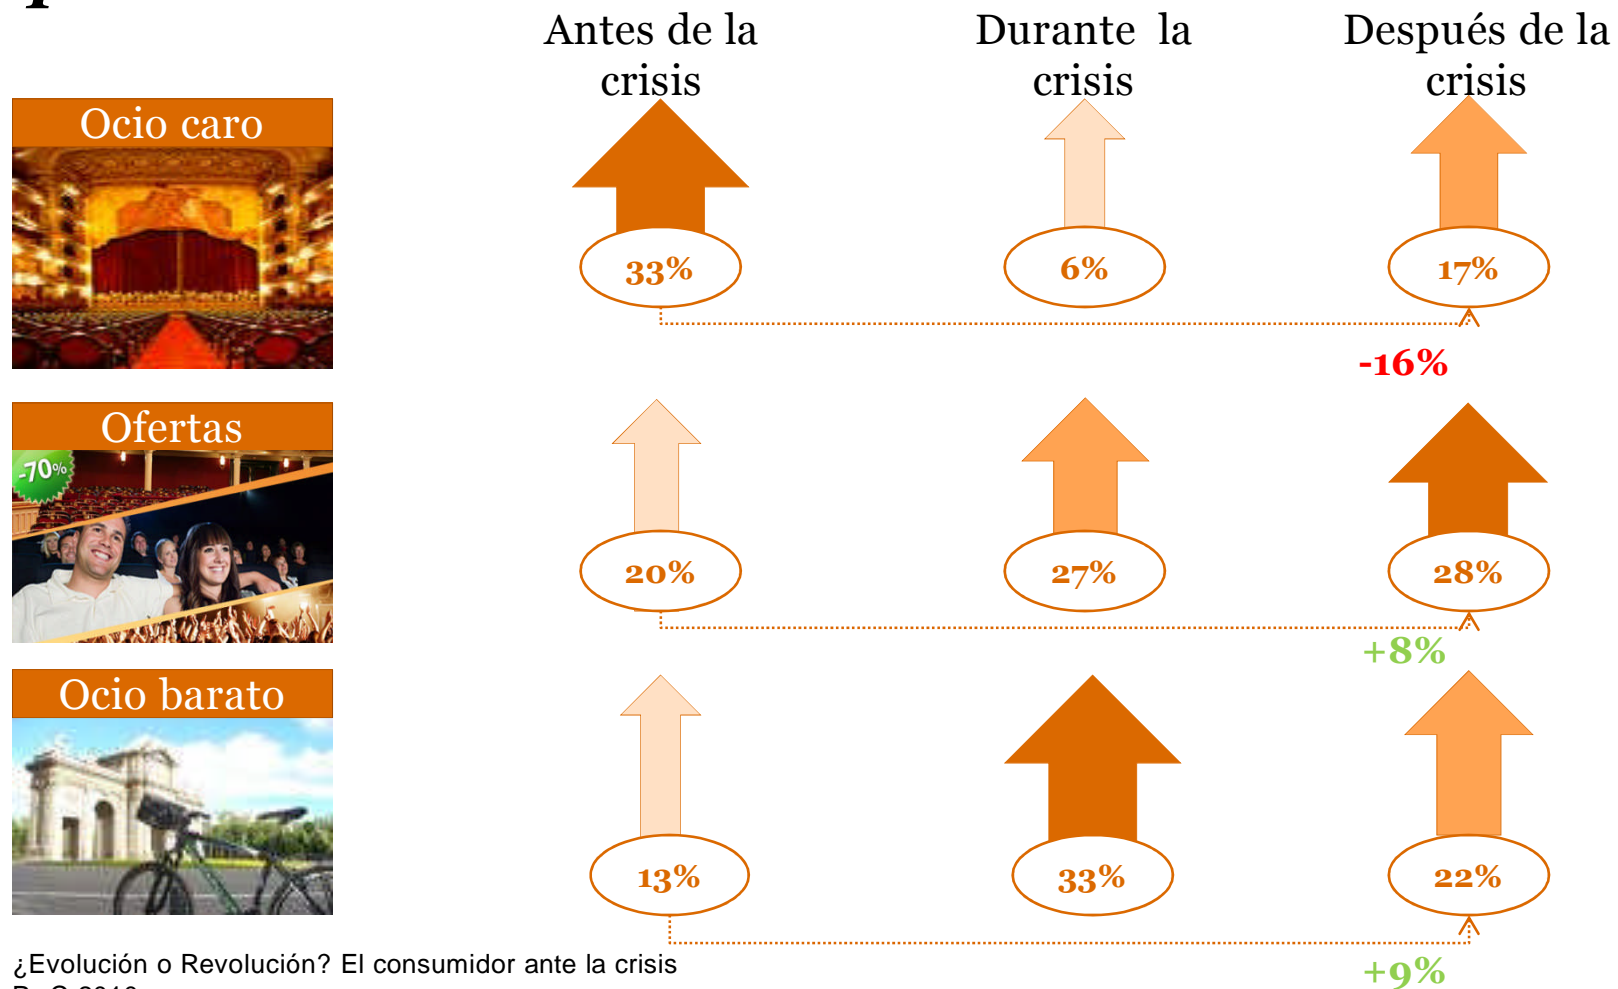 Antes de la
crisis
Durante la
crisis
Después de la
crisis
Ocio caro
33%
6%
17%
-16%
Ofertas
-70%
20%
27%
28%
+8%
Ocio barato
13%
33%
22%
+9%
¿Evolución o Revolución? El consumidor ante la crisis